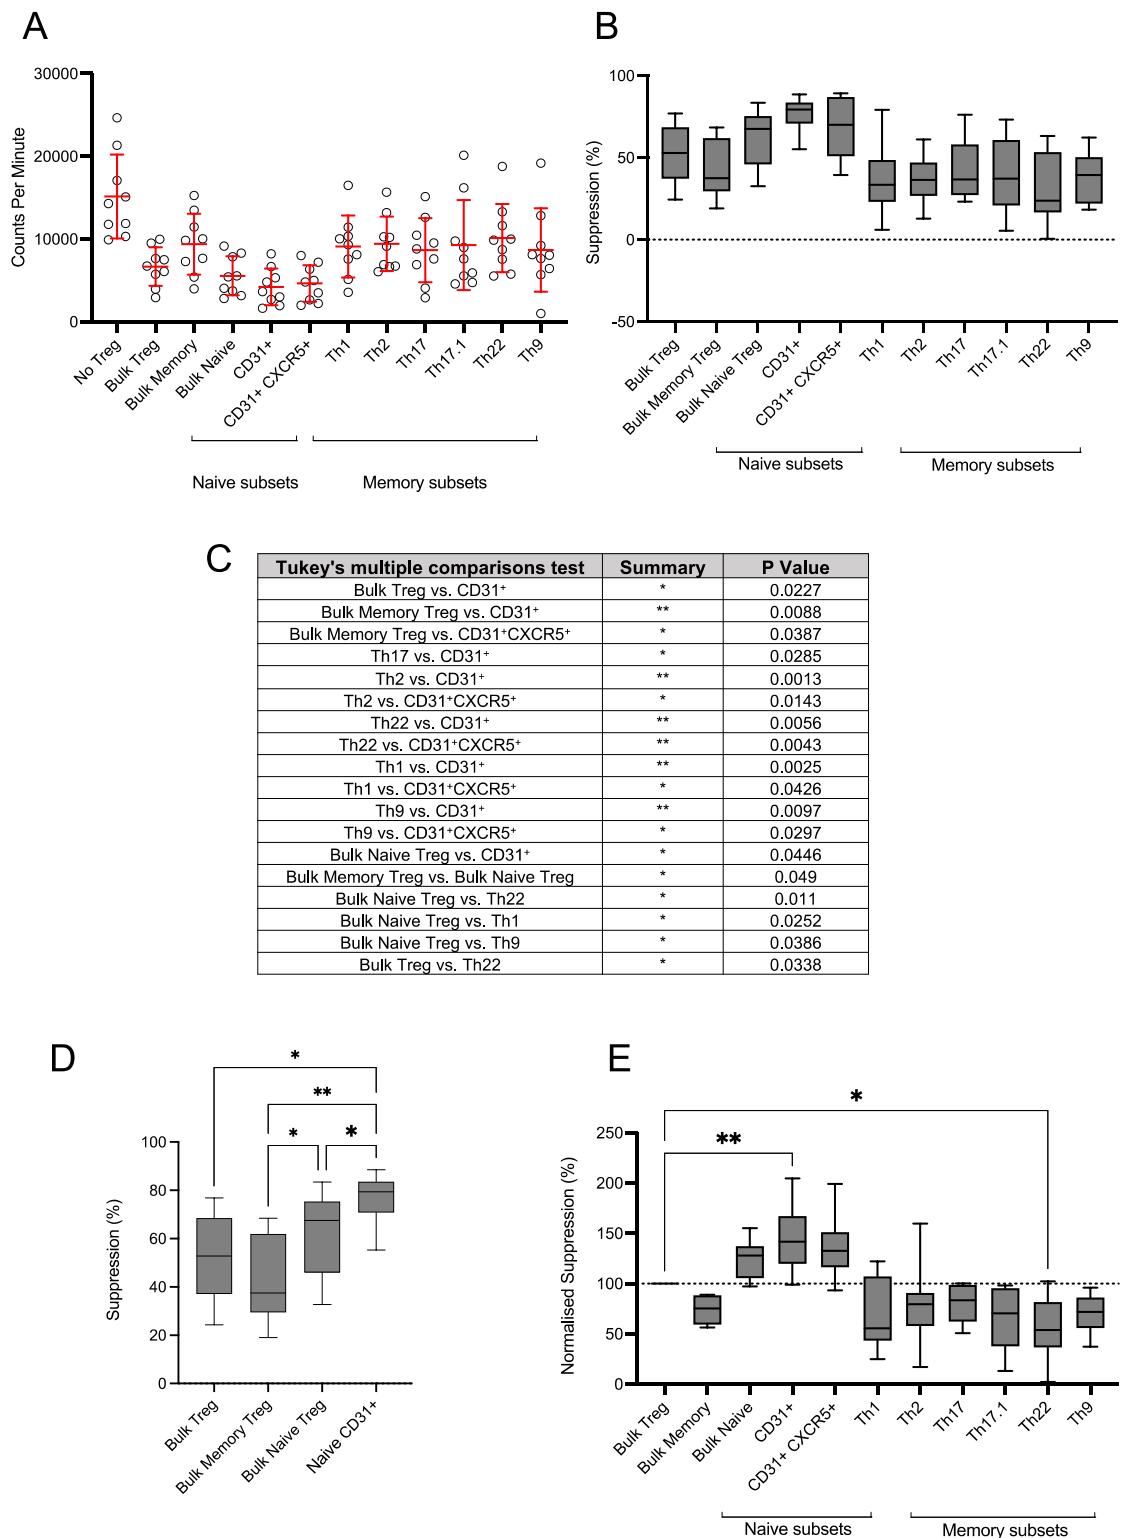 A
B
30000
20000
10000
0
Counts Per Minute
No Treg
Bulk Treg
Bulk Memory
Bulk Naive
CD31+
CD31+ CXCR5+
Th1
Th2
Th17
Th17.1
Th22
Th9
Naive subsets
Memory subsets
100
50
0
-50
Suppression (%)
Bulk Treg
Bulk Memory Treg
Bulk Naive Treg
CD31+
CD31+ CXCR5+
Th1
Th2
Th17
Th17.1
Th22
Th9
Naive subsets
Memory subsets
C
Tukey's multiple comparisons test Summary P Value
Bulk Treg vs. CD31⁺ * 0.0227
Bulk Memory Treg vs. CD31⁺ ** 0.0088
Bulk Memory Treg vs. CD31⁺CXCR5⁺ * 0.0387
Th17 vs. CD31⁺ * 0.0285
Th2 vs. CD31⁺ ** 0.0013
Th2 vs. CD31⁺CXCR5⁺ * 0.0143
Th22 vs. CD31⁺ ** 0.0056
Th22 vs. CD31⁺CXCR5⁺ ** 0.0043
Th1 vs. CD31⁺ ** 0.0025
Th1 vs. CD31⁺CXCR5⁺ * 0.0426
Th9 vs. CD31⁺ ** 0.0097
Th9 vs. CD31⁺CXCR5⁺ * 0.0297
Bulk Naive Treg vs. CD31⁺ * 0.0446
Bulk Memory Treg vs. Bulk Naive Treg * 0.049
Bulk Naive Treg vs. Th22 * 0.011
Bulk Naive Treg vs. Th1 * 0.0252
Bulk Naive Treg vs. Th9 * 0.0386
Bulk Treg vs. Th22 * 0.0338
D
*
**
* *
100
80
60
40
20
0
Suppression (%)
Bulk Treg
Bulk Memory Treg
Bulk Naive Treg
Naive CD31+
E
*
**
250
200
150
100
50
0
Normalised Suppression (%)
Bulk Treg
Bulk Memory
Bulk Naive
CD31+
CD31+ CXCR5+
Th1
Th2
Th17
Th17.1
Th22
Th9
Naive subsets
Memory subsets